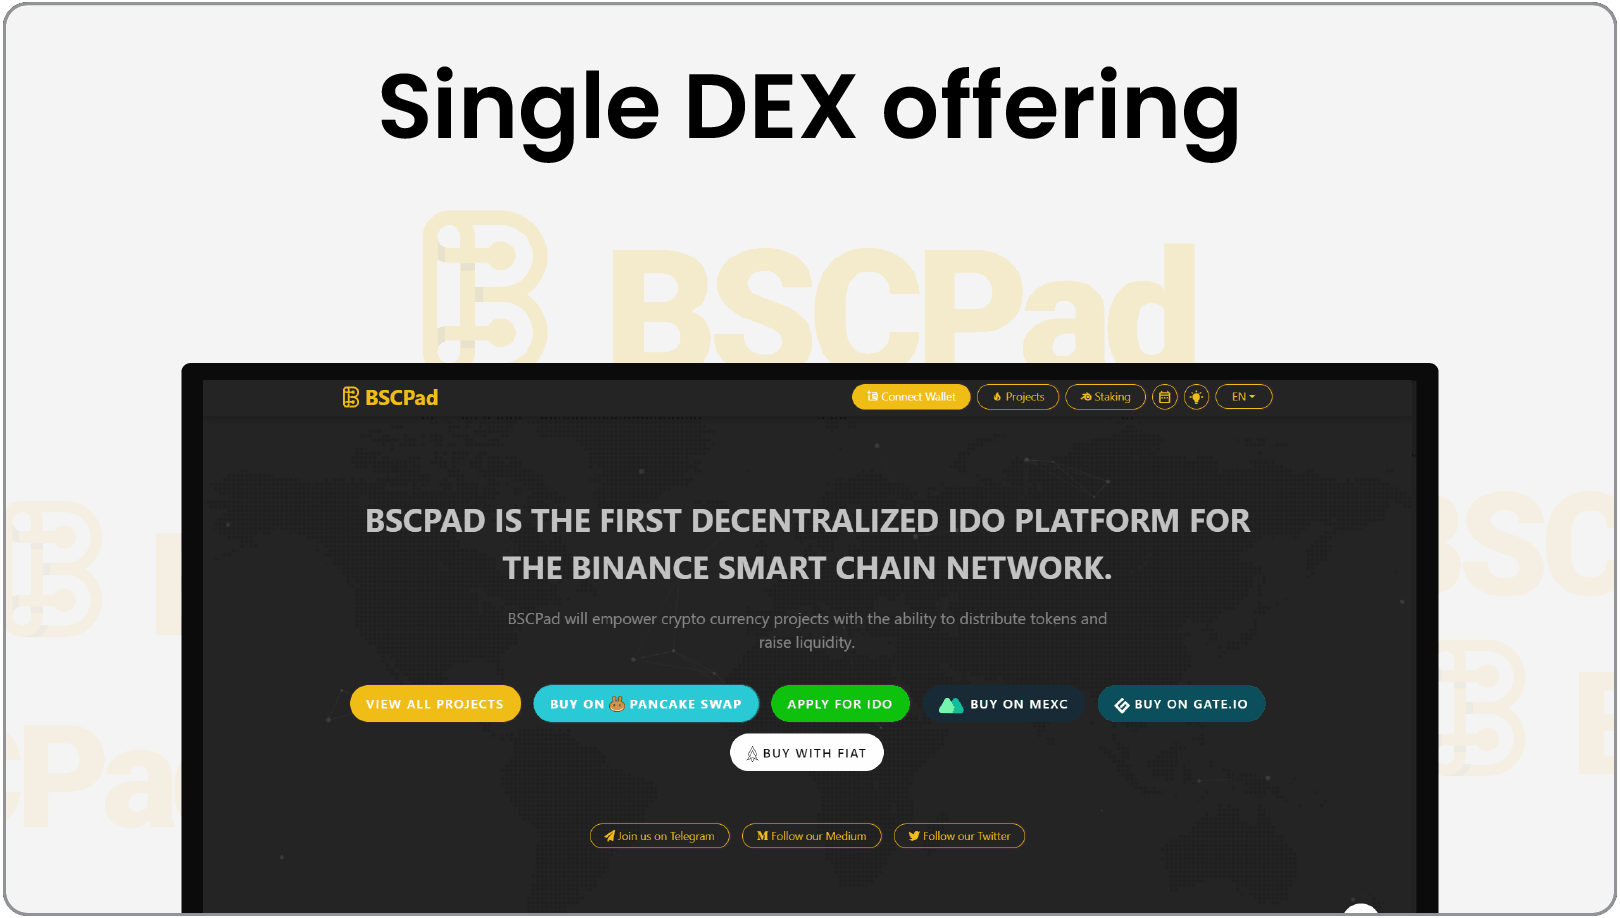 Single DEX offering
BSCPad
BSCPad
Connect Wallet
Projects
Staking
EN
BSCPAD IS THE FIRST DECENTRALIZED IDO PLATFORM FOR
THE BINANCE SMART CHAIN NETWORK.
BSCPad will empower crypto currency projects with the ability to distribute tokens and
raise liquidity.
VIEW ALL PROJECTS
BUY ON PANCAKE SWAP
APPLY FOR IDO
BUY ON MEXC
BUY ON GATE.IO
BUY WITH FIAT
Join us on Telegram
Follow our Medium
Follow our Twitter
BSC
CPad